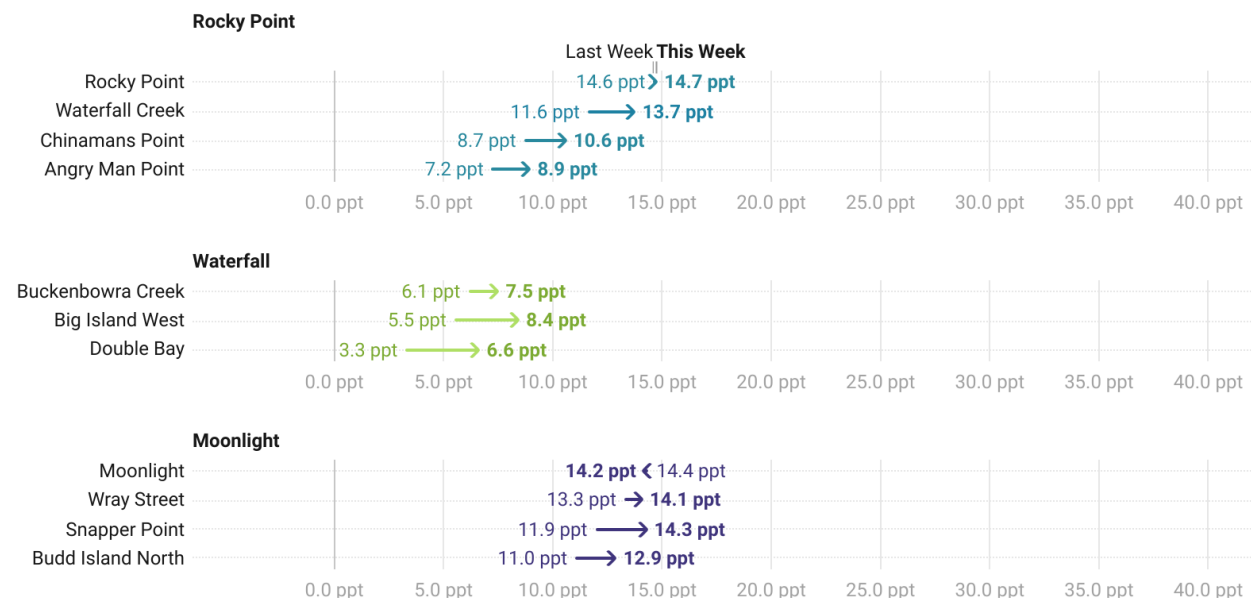 Rocky Point
Last Week This Week
Rocky Point 14.6 ppt 14.7 ppt
Waterfall Creek 11.6 ppt 13.7 ppt
Chinamans Point 8.7 ppt 10.6 ppt
Angry Man Point 7.2 ppt 8.9 ppt
0.0 ppt 5.0 ppt 10.0 ppt 15.0 ppt 20.0 ppt 25.0 ppt 30.0 ppt 35.0 ppt 40.0 ppt
Waterfall
Buckenbowra Creek 6.1 ppt 7.5 ppt
Big Island West 5.5 ppt 8.4 ppt
Double Bay 3.3 ppt 6.6 ppt
0.0 ppt 5.0 ppt 10.0 ppt 15.0 ppt 20.0 ppt 25.0 ppt 30.0 ppt 35.0 ppt 40.0 ppt
Moonlight
Moonlight 14.2 ppt 14.4 ppt
Wray Street 13.3 ppt 14.1 ppt
Snapper Point 11.9 ppt 14.3 ppt
Budd Island North 11.0 ppt 12.9 ppt
0.0 ppt 5.0 ppt 10.0 ppt 15.0 ppt 20.0 ppt 25.0 ppt 30.0 ppt 35.0 ppt 40.0 ppt